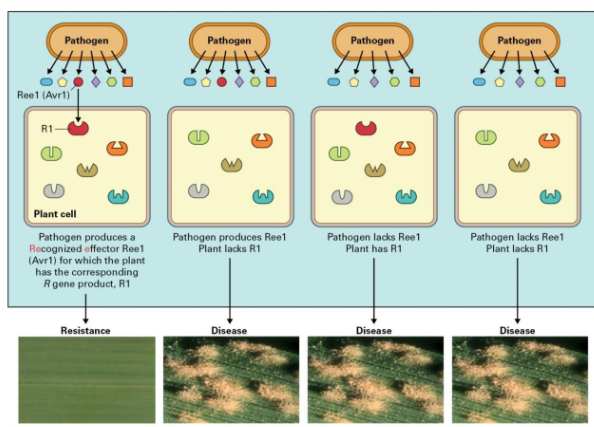 Pathogen
Pathogen
Pathogen
Pathogen
Ree1 (Avr1)
R1
Plant cell
Pathogen produces a
Recognized effector Ree1
(Avr1) for which the plant
has the corresponding
R gene product, R1
Pathogen produces Ree1
Plant lacks R1
Pathogen lacks Ree1
Plant has R1
Pathogen lacks Ree1
Plant lacks R1
Resistance
Disease
Disease
Disease